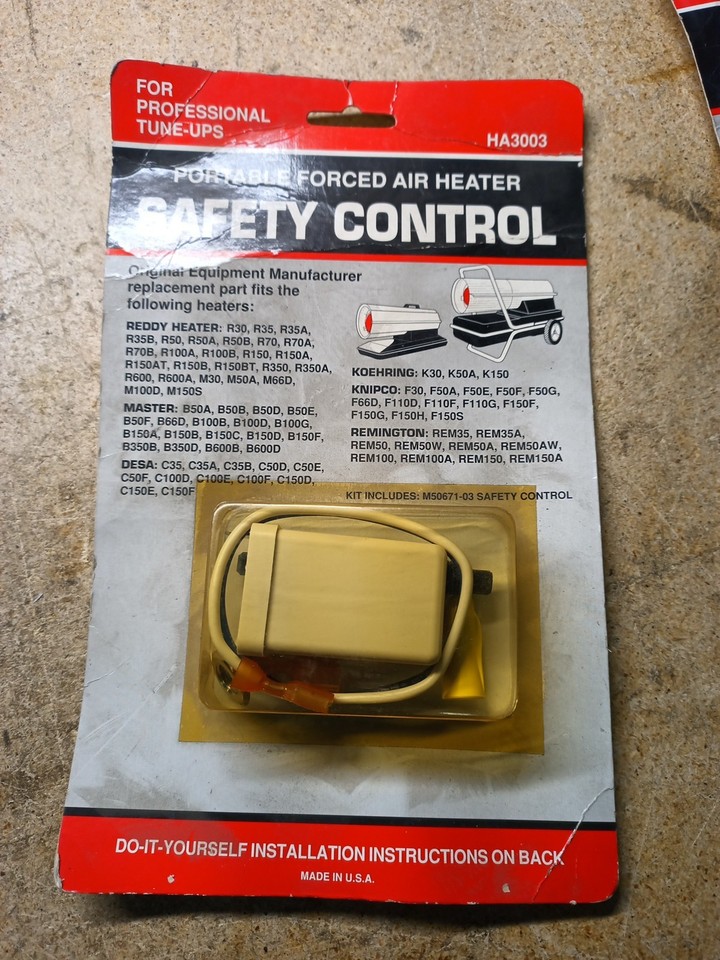 FOR
PROFESSIONAL
TUNE-UPS
HA3003
PORTABLE FORCED AIR HEATER
SAFETY CONTROL
Original Equipment Manufacturer
replacement part fits the
following heaters:
REDDY HEATER: R30, R35, R35A,
R35B, R50, R50A, R50B, R70, R70A,
R70B, R100A, R100B, R150, R150A,
R150AT, R150B, R150BT, R350, R350A,
R600, R600A, M30, M50A, M66D,
M100D, M150S
MASTER: B50A, B50B, B50D, B50E,
B50F, B66D, B100B, B100D, B100G,
B150A, B150B, B150C, B150D, B150F,
B350B, B350D, B600B, B600D
DESA: C35, C35A, C35B, C50D, C50E,
C50F, C100D, C100E, C100F, C150D,
C150E, C150F
KOEHRING: K30, K50A, K150
KNIPCO: F30, F50A, F50E, F50F, F50G,
F66D, F110D, F110F, F110G, F150F,
F150G, F150H, F150S
REMINGTON: REM35, REM35A,
REM50, REM50W, REM50A, REM50AW,
REM100, REM100A, REM150, REM150A
KIT INCLUDES: M50671-03 SAFETY CONTROL
DO-IT-YOURSELF INSTALLATION INSTRUCTIONS ON BACK
MADE IN U.S.A.